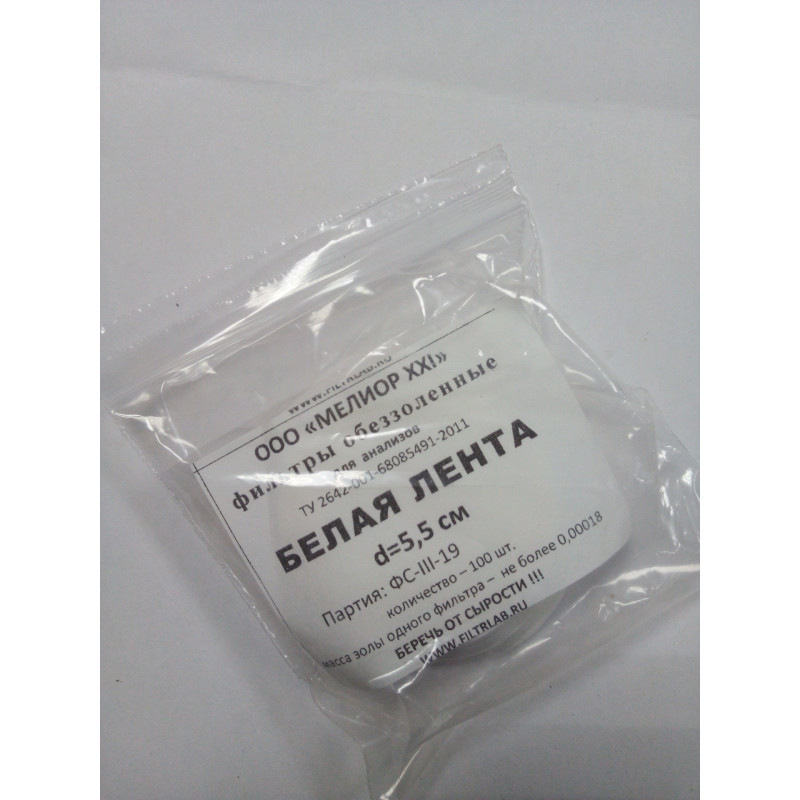 WWW.FILTRLAB.RU
ООО «МЕЛИОР XXI»
фильтры обеззоленные
для анализов
ТУ 2642-001-68085491-2011
БЕЛАЯ ЛЕНТА
d=5,5 см
Партия: ФС-III-19
количество – 100 шт.
масса золы одного фильтра – не более 0,00018
БЕРЕЧЬ ОТ СЫРОСТИ !!!
WWW.FILTRLAB.RU